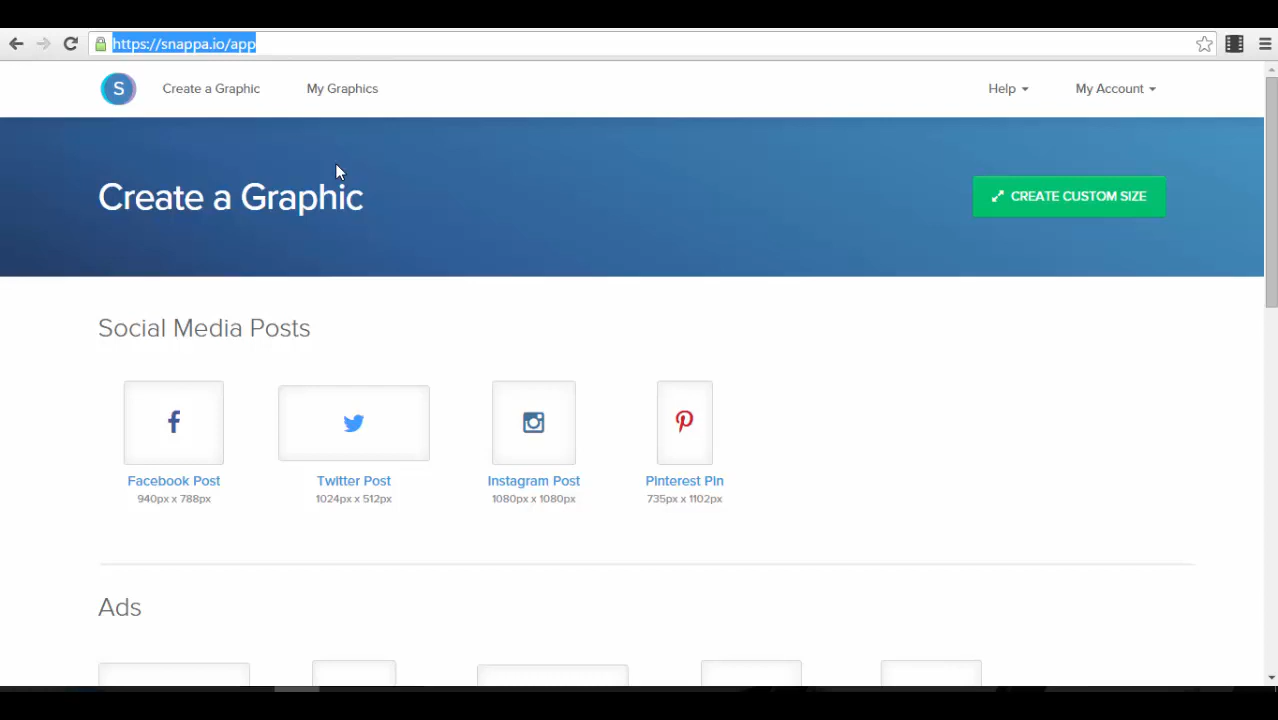 https://snappa.io/app
S Create a Graphic My Graphics Help My Account
Create a Graphic
CREATE CUSTOM SIZE
Social Media Posts
Facebook Post Twitter Post Instagram Post Pinterest Pin
940px x 788px 1024px x 512px 1080px x 1080px 735px x 1102px
Ads